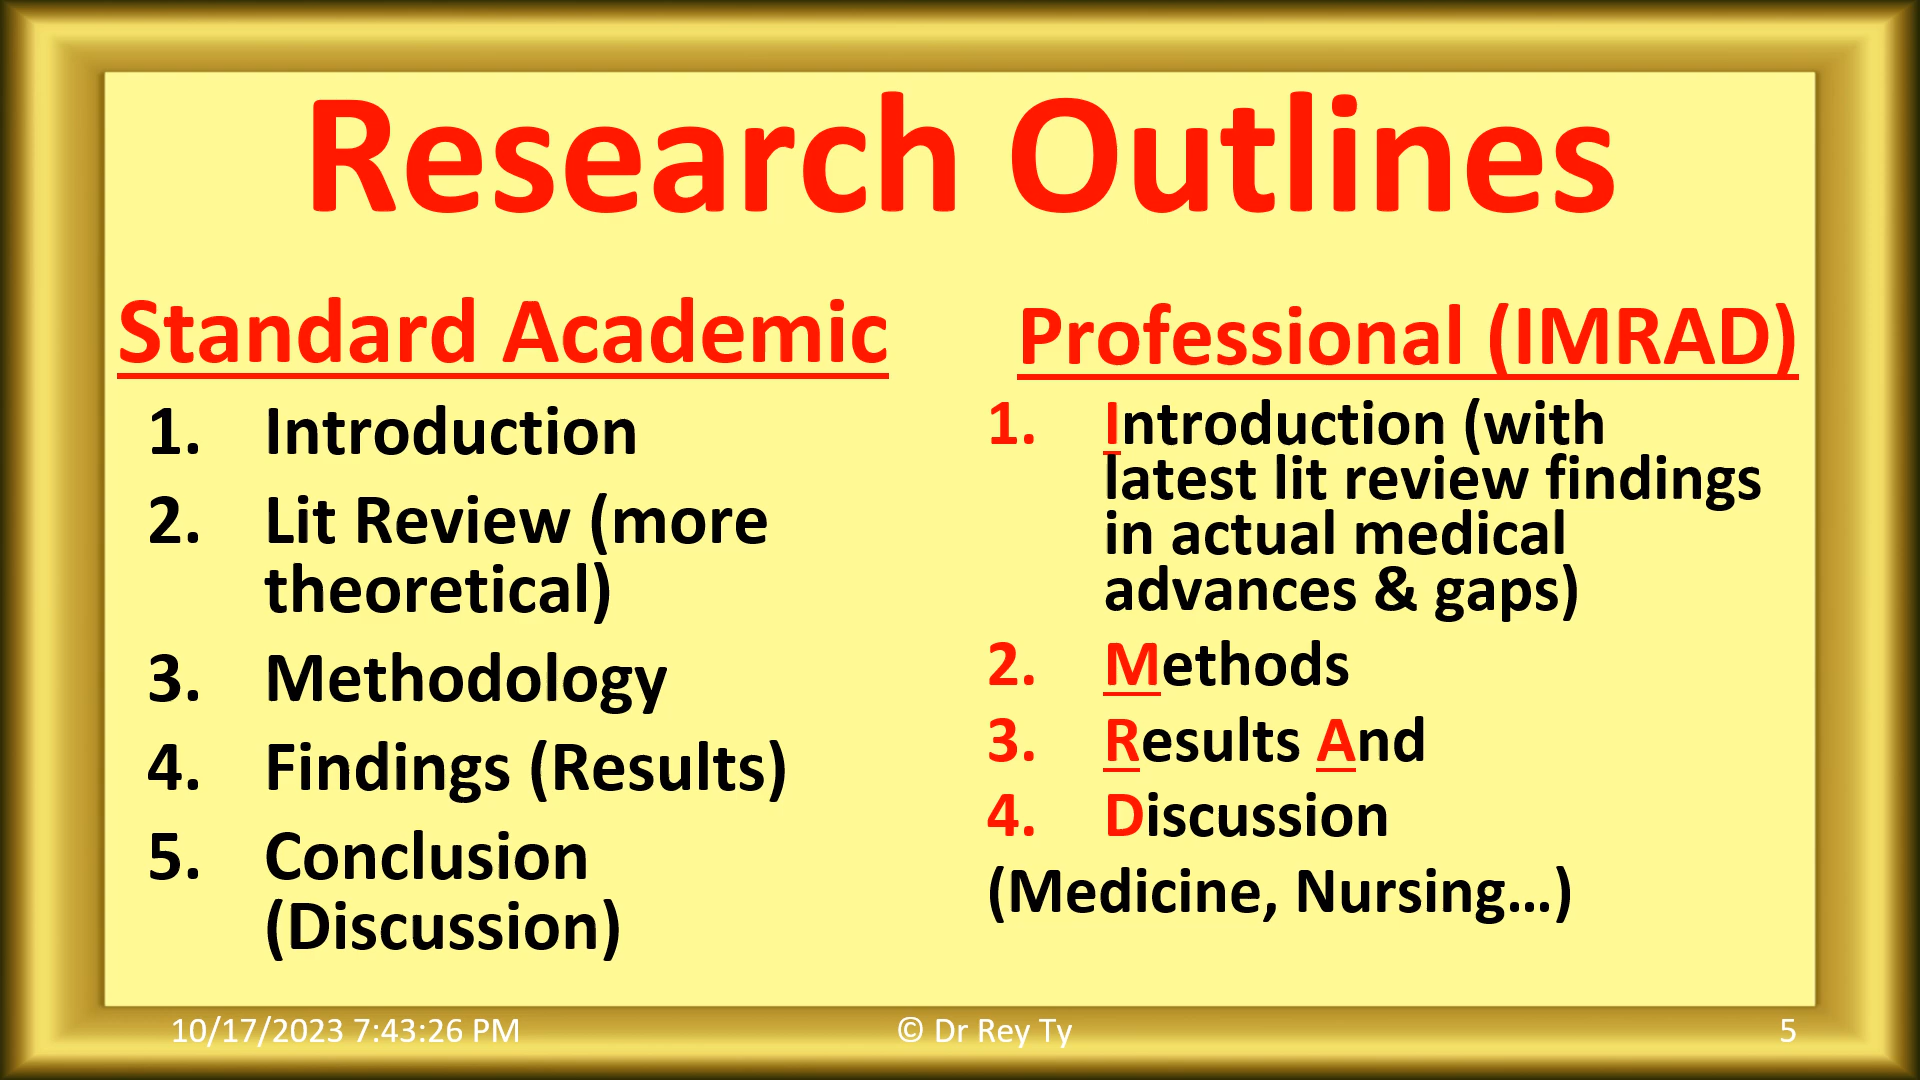 Research Outlines
Standard Academic
1. Introduction
2. Lit Review (more
theoretical)
3. Methodology
4. Findings (Results)
5. Conclusion
(Discussion)
Professional (IMRAD)
1. Introduction (with
latest lit review findings
in actual medical
advances & gaps)
2. Methods
3. Results And
4. Discussion
(Medicine, Nursing…)
10/17/2023 7:43:26 PM
© Dr Rey Ty
5